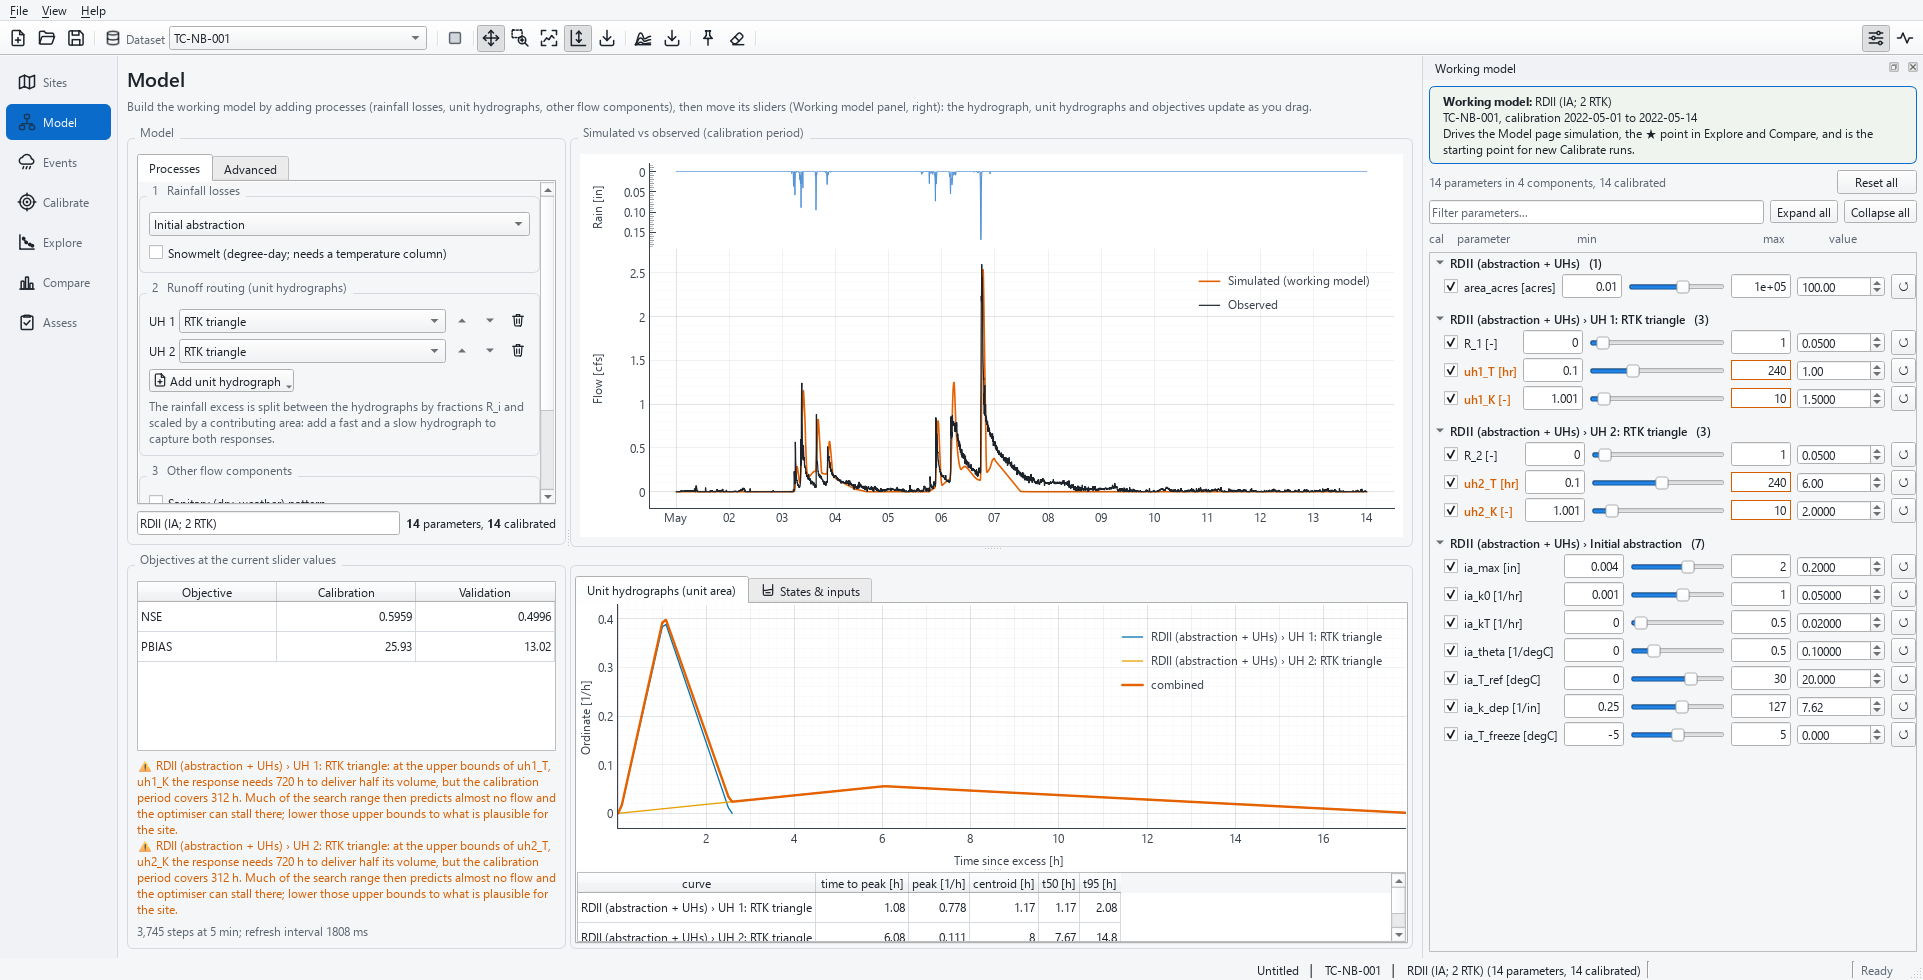 File View Help
Dataset TC-NB-001
Sites
Model
Events
Calibrate
Explore
Compare
Assess
Model
Build the working model by adding processes (rainfall losses, unit hydrographs, other flow components), then move its sliders (Working model panel, right): the hydrograph, unit hydrographs and objectives update as you drag.
Model
Processes Advanced
1 Rainfall losses
Initial abstraction
Snowmelt (degree-day; needs a temperature column)
2 Runoff routing (unit hydrographs)
UH 1 RTK triangle
UH 2 RTK triangle
Add unit hydrograph
The rainfall excess is split between the hydrographs by fractions R_i and
scaled by a contributing area: add a fast and a slow hydrograph to
capture both responses.
3 Other flow components
Sanitary (dry-weather) pattern
RDII (IA; 2 RTK) 14 parameters, 14 calibrated
Simulated vs observed (calibration period)
Rain [in]
0
0.05
0.10
0.15
Flow [cfs]
2.5
2
1.5
1
0.5
0
Simulated (working model)
Observed
May 02 03 04 05 06 07 08 09 10 11 12 13 14
Objectives at the current slider values
Objective Calibration Validation
NSE 0.5959 0.4996
PBIAS 25.93 13.02
⚠ RDII (abstraction + UHs) › UH 1: RTK triangle: at the upper bounds of uh1_T,
uh1_K the response needs 720 h to deliver half its volume, but the calibration
period covers 312 h. Much of the search range then predicts almost no flow and
the optimiser can stall there; lower those upper bounds to what is plausible for
the site.
⚠ RDII (abstraction + UHs) › UH 2: RTK triangle: at the upper bounds of uh2_T,
uh2_K the response needs 720 h to deliver half its volume, but the calibration
period covers 312 h. Much of the search range then predicts almost no flow and
the optimiser can stall there; lower those upper bounds to what is plausible for
the site.
3,745 steps at 5 min; refresh interval 1808 ms
Unit hydrographs (unit area) States & inputs
Ordinate [1/h]
0.4
0.3
0.2
0.1
0
RDII (abstraction + UHs) › UH 1: RTK triangle
RDII (abstraction + UHs) › UH 2: RTK triangle
combined
2 4 6 8 10 12 14 16
Time since excess [h]
curve time to peak [h] peak [1/h] centroid [h] t50 [h] t95 [h]
RDII (abstraction + UHs) › UH 1: RTK triangle 1.08 0.778 1.17 1.17 2.08
RDII (abstraction + UHs) › UH 2: RTK triangle 6.08 0.111 8 7.67 14.8
Working model
Working model: RDII (IA; 2 RTK)
TC-NB-001, calibration 2022-05-01 to 2022-05-14
Drives the Model page simulation, the ★ point in Explore and Compare, and is the
starting point for new Calibrate runs.
14 parameters in 4 components, 14 calibrated Reset all
Filter parameters... Expand all Collapse all
cal parameter min max value
RDII (abstraction + UHs) (1)
area_acres [acres] 0.01 1e+05 100.00
RDII (abstraction + UHs) › UH 1: RTK triangle (3)
R_1 [-] 0 1 0.0500
uh1_T [hr] 0.1 240 1.00
uh1_K [-] 1.001 10 1.5000
RDII (abstraction + UHs) › UH 2: RTK triangle (3)
R_2 [-] 0 1 0.0500
uh2_T [hr] 0.1 240 6.00
uh2_K [-] 1.001 10 2.0000
RDII (abstraction + UHs) › Initial abstraction (7)
ia_max [in] 0.004 2 0.2000
ia_k0 [1/hr] 0.001 1 0.05000
ia_kT [1/hr] 0 0.5 0.02000
ia_theta [1/degC] 0 0.5 0.10000
ia_T_ref [degC] 0 30 20.000
ia_k_dep [1/in] 0.25 127 7.62
ia_T_freeze [degC] -5 5 0.000
Untitled TC-NB-001 RDII (IA; 2 RTK) (14 parameters, 14 calibrated) Ready